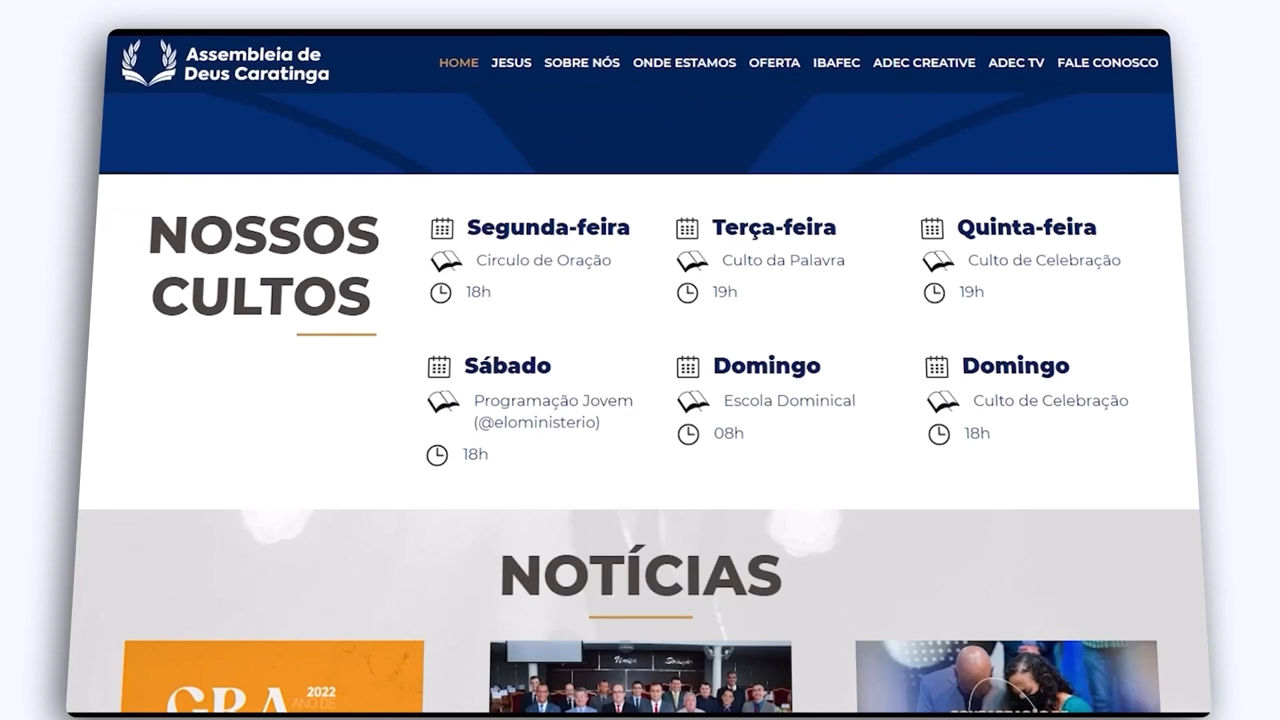 Assembleia de
Deus Caratinga
HOME JESUS SOBRE NÓS ONDE ESTAMOS OFERTA IBAFEC ADEC CREATIVE ADEC TV FALE CONOSCO
NOSSOS
CULTOS
Segunda-feira
Circulo de Oração
18h
Terça-feira
Culto da Palavra
19h
Quinta-feira
Culto de Celebração
19h
Sábado
Programação Jovem
(@eloministerio)
18h
Domingo
Escola Dominical
08h
Domingo
Culto de Celebração
18h
NOTÍCIAS
2022
ANO DE